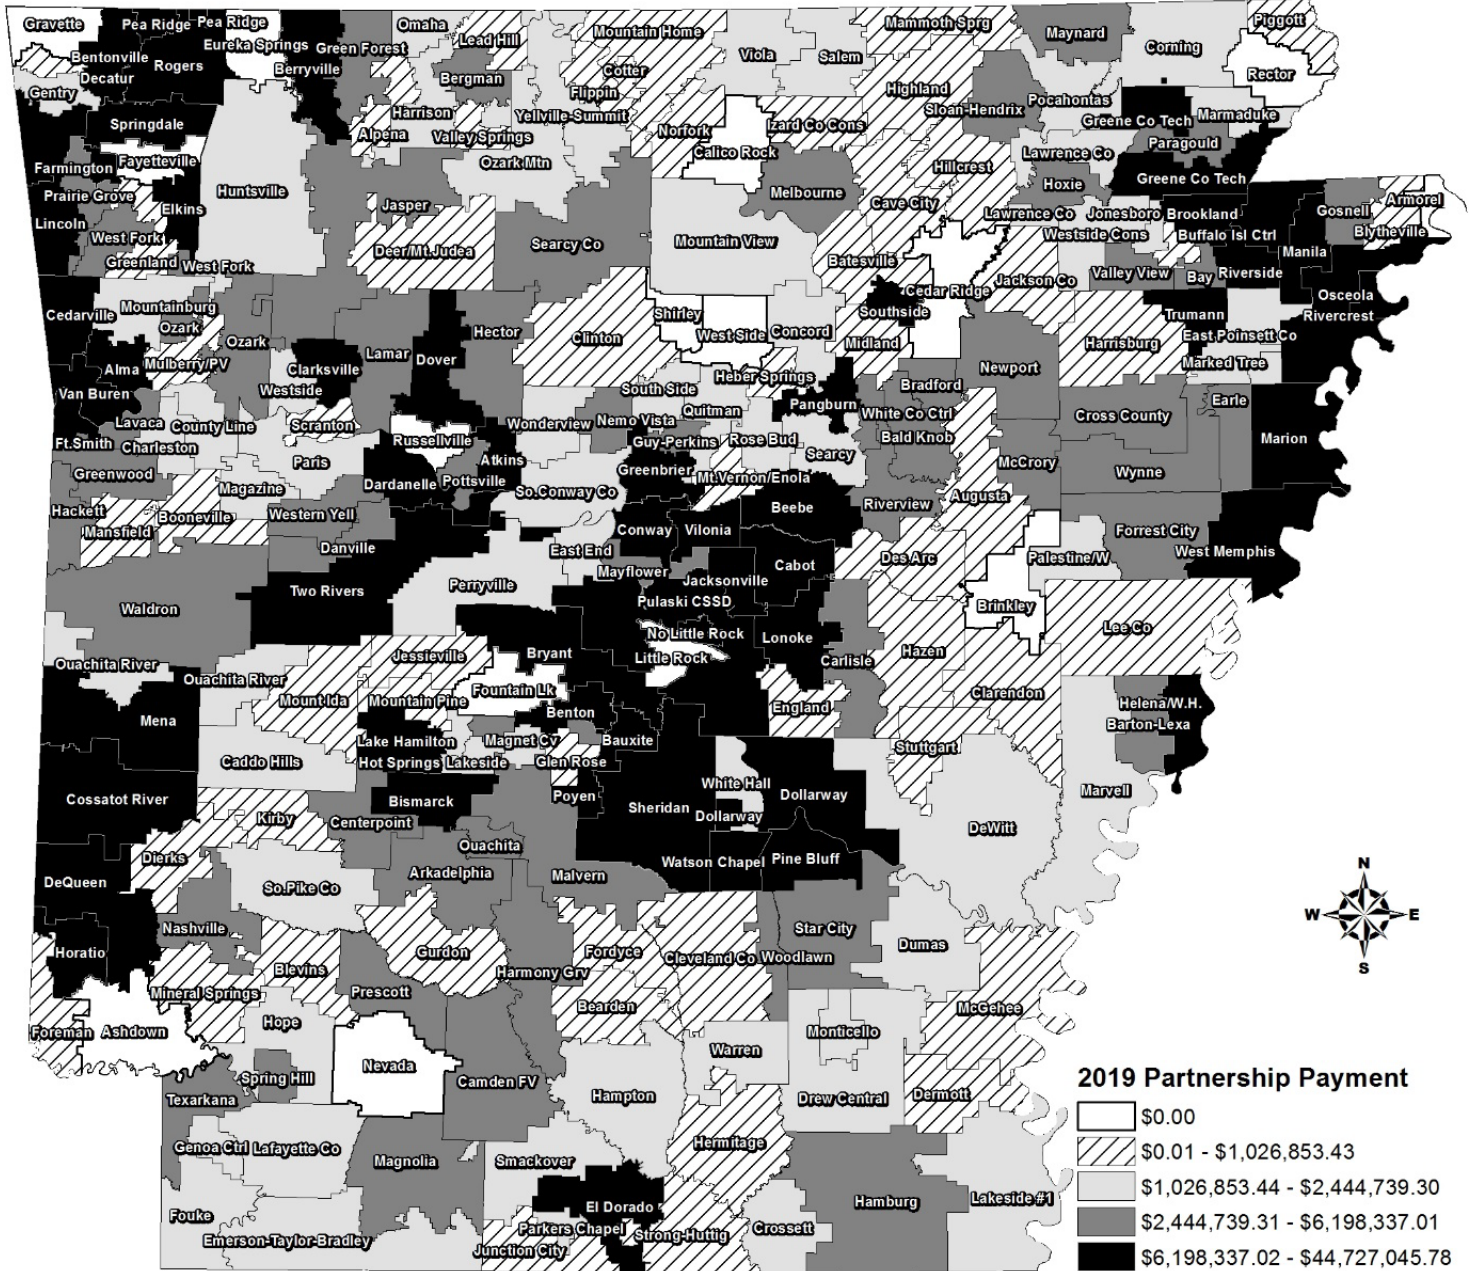 Gravette
Pea Ridge
Pea Ridge
Omaha
Lead Hill
Mountain Home
Mammoth Sprg
Maynard
Piggott
Bentonville
Eureka Springs
Green Forest
Viola
Salem
Corning
Decatur
Rogers
Berryville
Bergman
Cotter
Rector
Gentry
Flippin
Highland
Pocahontas
Springdale
Harrison
Yellville-Summit
Sloan-Hendrix
Greene Co Tech
Marmaduke
Alpena
Valley Springs
Norfork
Izard Co Cons
Paragould
Fayetteville
Ozark Mtn
Calico Rock
Lawrence Co
Farmington
Hillcrest
Greene Co Tech
Huntsville
Melbourne
Hoxie
Prairie Grove
Elkins
Jasper
Cave City
Armorel
Lincoln
Lawrence Co
Jonesboro
Brookland
Gosnell
West Fork
Searcy Co
Mountain View
Westside Cons
Buffalo Isl Ctrl
Blytheville
Greenland
West Fork
Deer/Mt.Judea
Batesville
Manila
Jackson Co
Valley View
Bay
Riverside
Cedar Ridge
Osceola
Cedarville
Mountainburg
Shirley
Southside
Trumann
Rivercrest
Ozark
Hector
Clinton
West Side
Concord
East Poinsett Co
Ozark
Lamar
Dover
Midland
Harrisburg
Alma
Mulberry/PV
Clarksville
Marked Tree
Heber Springs
Newport
Van Buren
Westside
South Side
Bradford
Earle
Lavaca
County Line
Scranton
Wonderview
Nemo Vista
Quitman
Pangburn
White Co Ctrl
Cross County
Ft.Smith
Charleston
Russellville
Guy-Perkins
Rose Bud
Bald Knob
Marion
Greenwood
Paris
Atkins
Searcy
McCrory
Wynne
Magazine
Dardanelle
Pottsville
Greenbrier
Mt.Vernon/Enola
So.Conway Co
Augusta
Hackett
Booneville
Western Yell
Beebe
Riverview
Mansfield
Conway
Vilonia
Forrest City
Danville
East End
Des Arc
Palestine/W
West Memphis
Mayflower
Cabot
Perryville
Jacksonville
Two Rivers
Waldron
Pulaski CSSD
Brinkley
No Little Rock
Lonoke
Lee Co
Jessieville
Bryant
Little Rock
Carlisle
Hazen
Ouachita River
Ouachita River
Mount Ida
Mountain Pine
Fountain Lk
Clarendon
Helena/W.H.
Mena
Benton
England
Barton-Lexa
Lake Hamilton
Magnet Cv
Bauxite
Stuttgart
Caddo Hills
Hot Springs
Lakeside
Glen Rose
White Hall
Marvell
Cossatot River
Bismarck
Poyen
Sheridan
Dollarway
Kirby
Centerpoint
Dollarway
DeWitt
Dierks
Ouachita
Watson Chapel
Pine Bluff
DeQueen
So.Pike Co
Arkadelphia
Malvern
Nashville
Star City
Horatio
Gurdon
Fordyce
Cleveland Co
Woodlawn
Dumas
Blevins
Harmony Grv
Mineral Springs
Prescott
Bearden
McGehee
Foreman
Ashdown
Hope
Monticello
Nevada
Warren
Spring Hill
Camden FV
Texarkana
Hampton
Drew Central
Dermott
Genoa Ctrl
Lafayette Co
Magnolia
Smackover
Hermitage
Fouke
El Dorado
Hamburg
Lakeside #1
Emerson-Taylor-Bradley
Parkers Chapel
Strong-Huttig
Crossett
Junction City
N
W
E
S
2019 Partnership Payment
$0.00
$0.01 - $1,026,853.43
$1,026,853.44 - $2,444,739.30
$2,444,739.31 - $6,198,337.01
$6,198,337.02 - $44,727,045.78